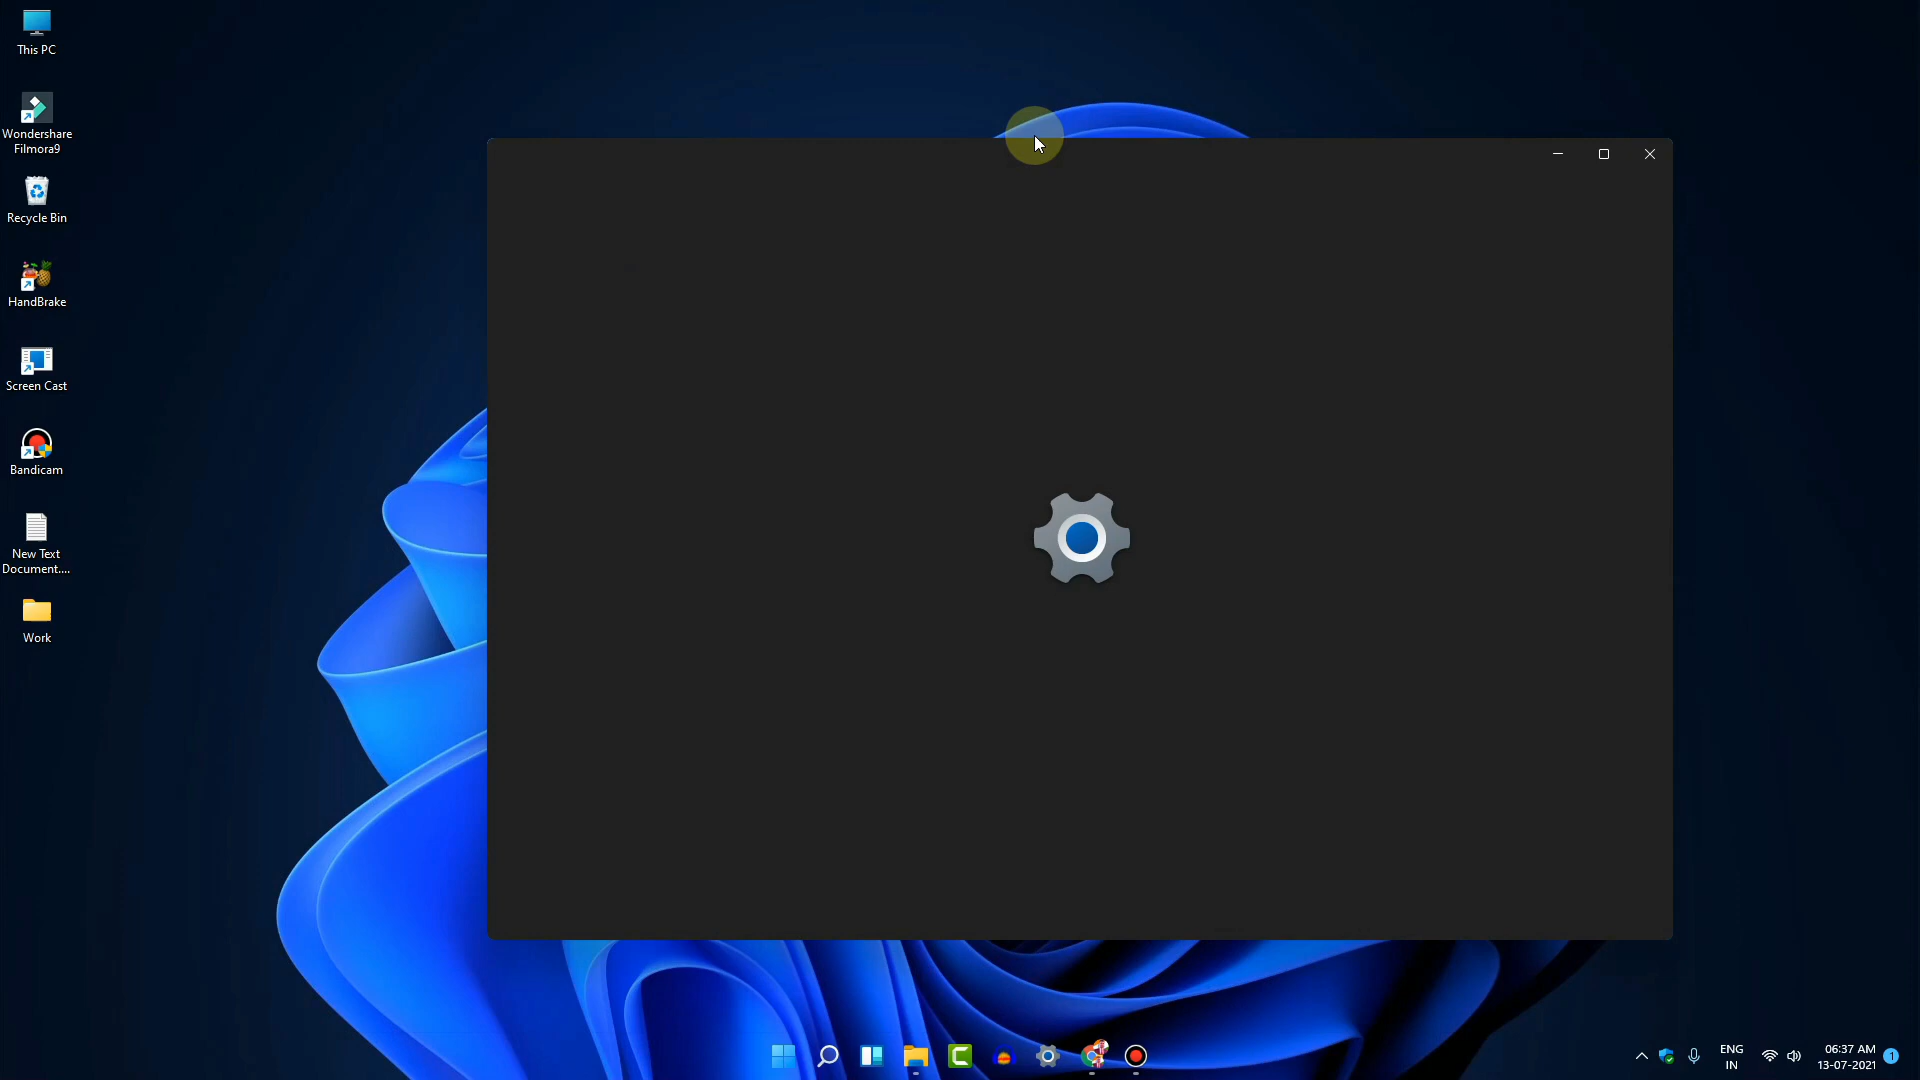 This PC
Wondershare
Filmora9
Recycle Bin
HandBrake
Screen Cast
Bandicam
New Text
Document....
Work
ENG
IN
06:37 AM
13-07-2021
1